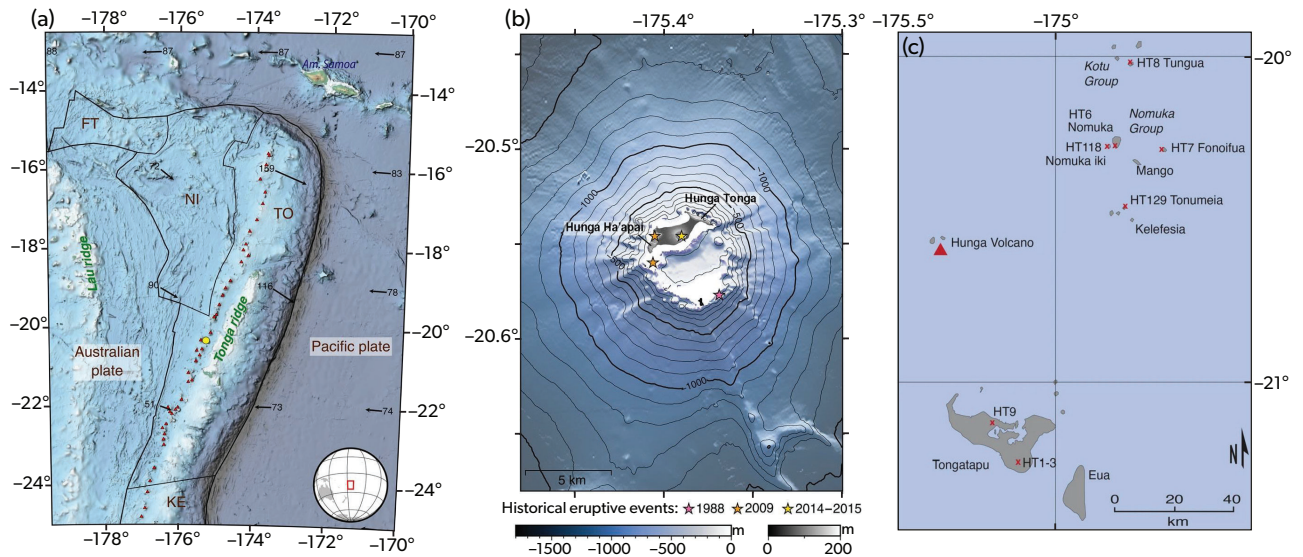 (a)
−178° −176° −174° −172° −170°
88 87 87 87
Am. Samoa
−14° −14°
FT
−16° −16°
72 159 83
NI TO
−18° −18°
Lau ridge
90 116 78
−20° −20°
Tonga ridge
Australian
plate
Pacific plate
−22° −22°
51 73 74
−24° −24°
KE
−178° −176° −174° −172° −170°
(b)
−175.4° −175.3°
−20.5°
−1000
−1000
Hunga Tonga
−500
Hunga Ha'apai
−500
−20.6°
−1000
5 km
Historical eruptive events: 1988 2009 2014–2015
m m
−1500 −1000 −500 0 0 200
(c)
−175.5° −175°
−20°
HT8 Tungua
Kotu
Group
HT6
Nomuka
Nomuka
Group
HT118
Nomuka iki
HT7 Fonoifua
Mango
HT129 Tonumeia
Kelefesia
Hunga Volcano
−21°
HT9
Tongatapu
HT1-3
Eua
N
0 20 40
km